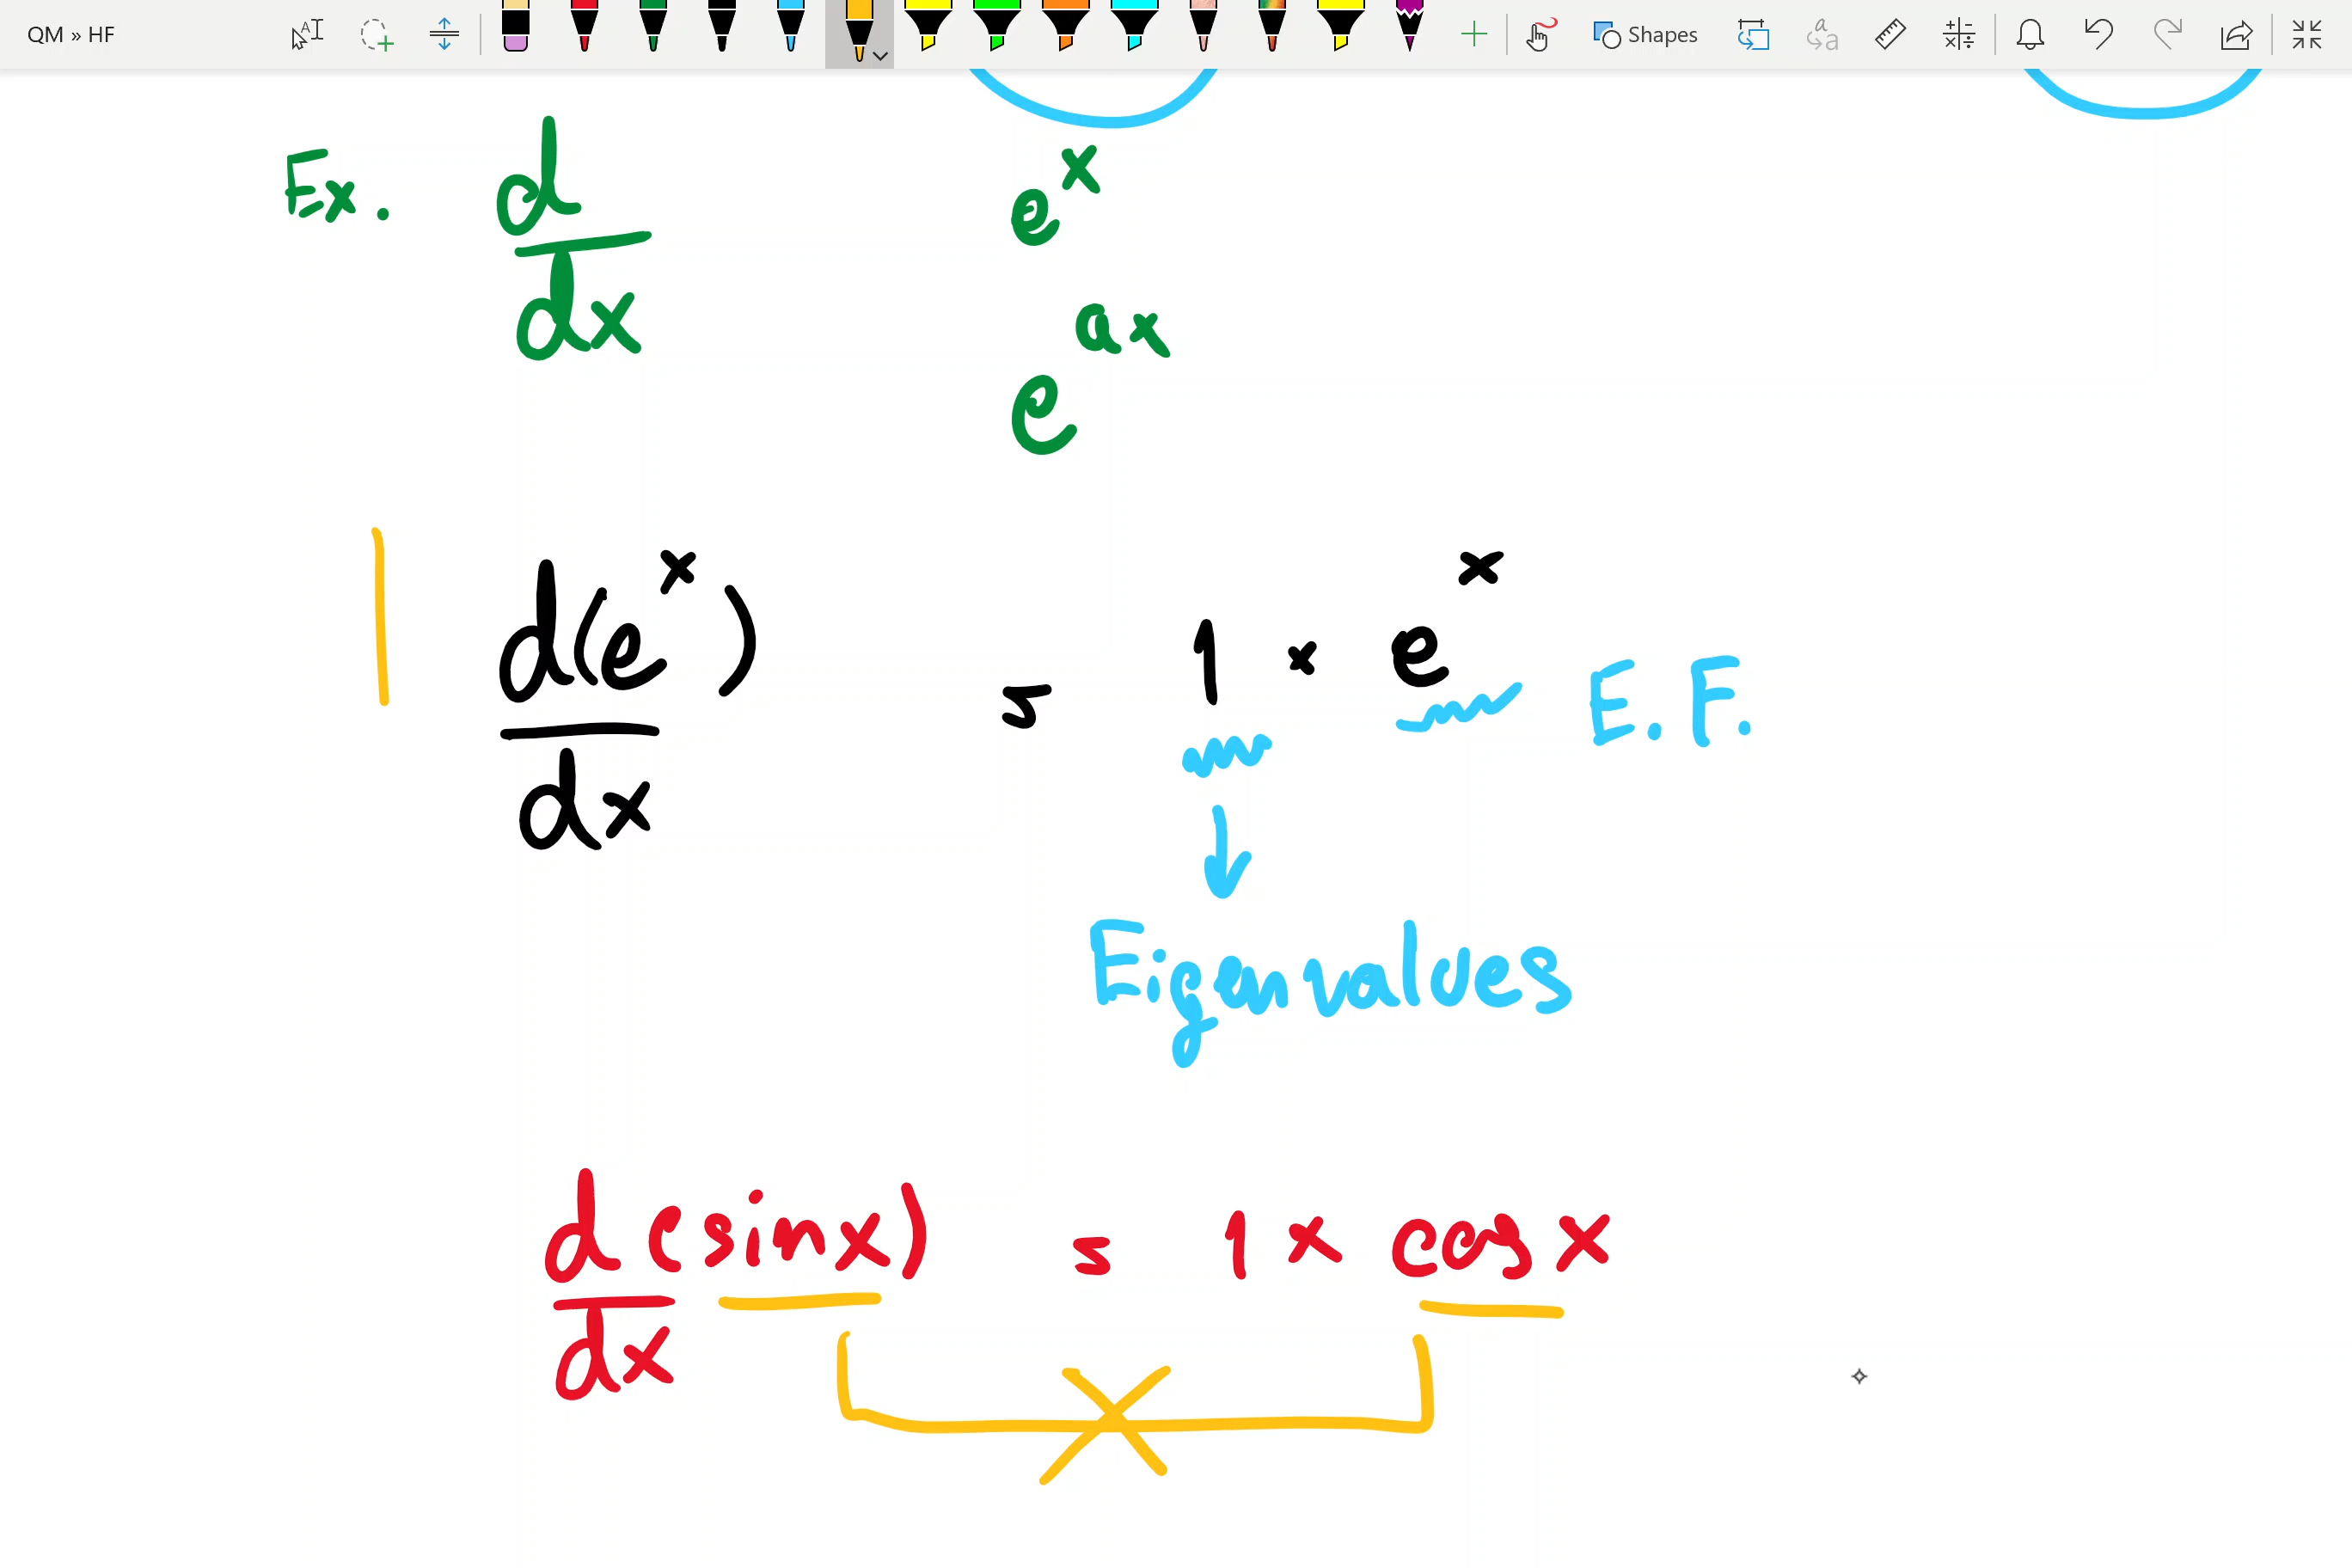 QM » HF
Shapes
Ex. d/dx e^x
e^ax
d(e^x)/dx = 1 × e^x E.F.
Eigenvalues
d(sinx)/dx = 1 × cosx